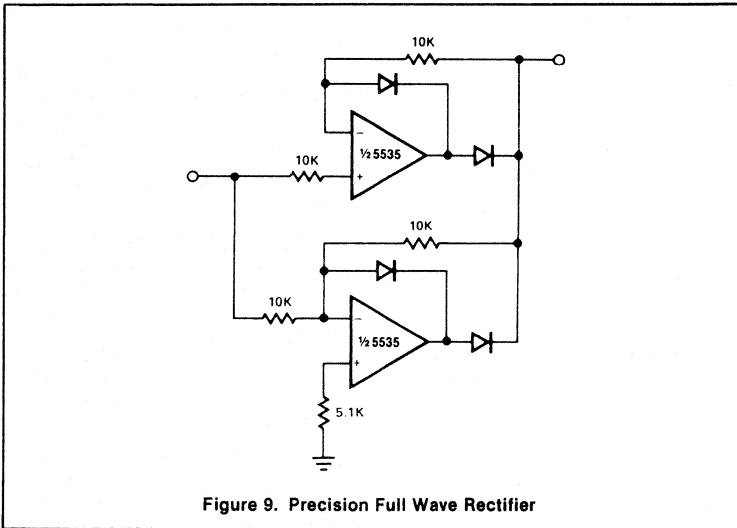 10K
−
½ 5535
+
10K
10K
10K
−
½ 5535
+
5.1K
Figure 9. Precision Full Wave Rectifier